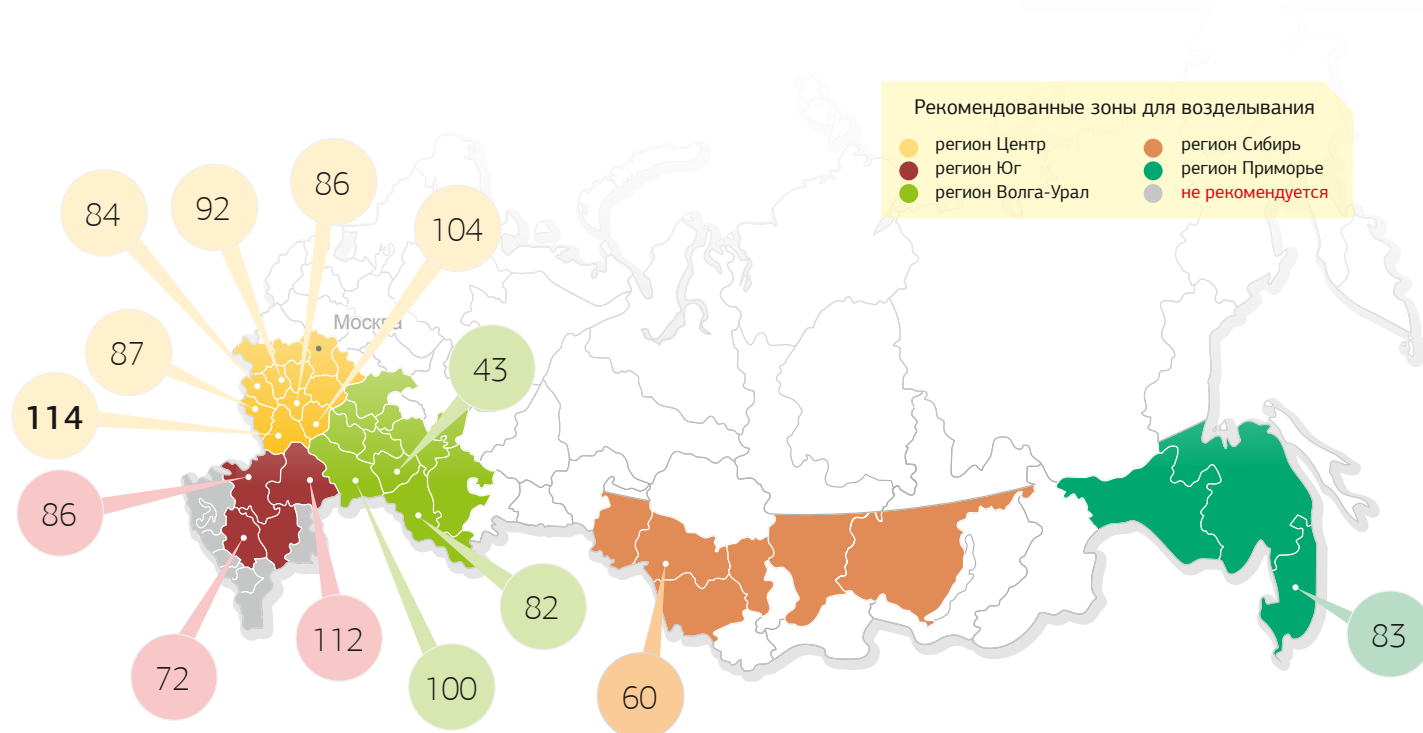 Рекомендованные зоны для возделывания
регион Центр
регион Юг
регион Волга-Урал
регион Сибирь
регион Приморье
не рекомендуется
86
92
84
104
Москва
87
43
114
86
82
112
72
100
60
83